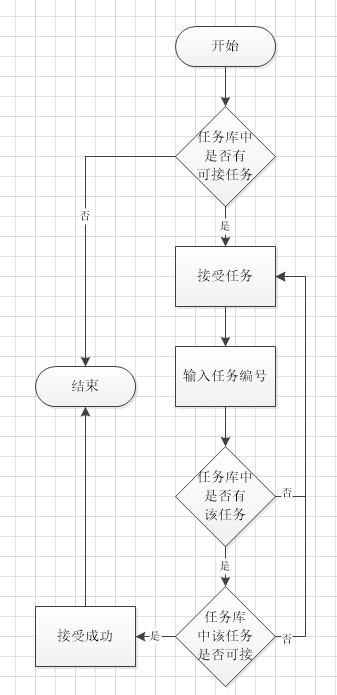 开始
任务库中
是否有
可接任务
否
是
接受任务
输入任务编号
结束
任务库中
是否有
该任务
否
是
任务库
中该任务
是否可接
是
否
接受成功